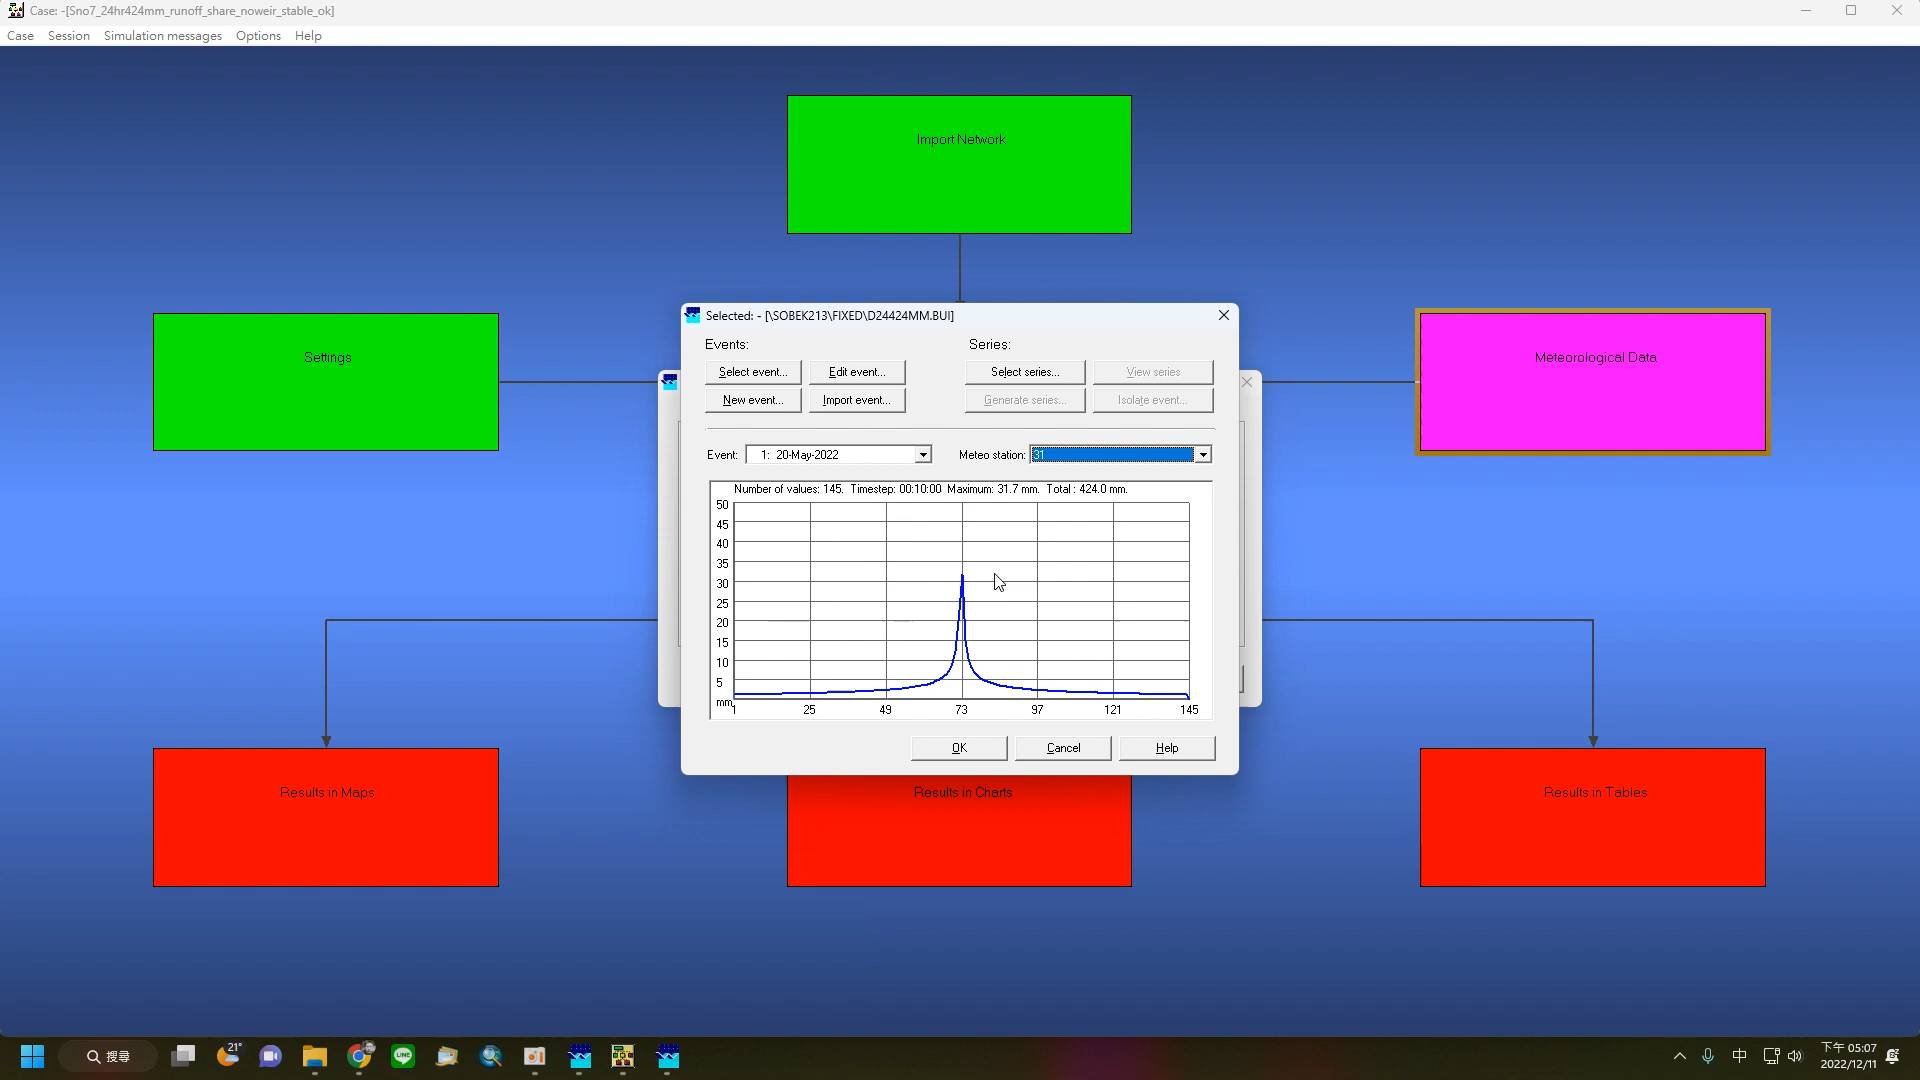 Case: -[Sno7_24hr424mm_runoff_share_noweir_stable_ok]
Case Session Simulation messages Options Help
Import Network
Selected: - [\SOBEK213\FIXED\D24424MM.BUI]
Events: Series:
Settings
Meteorological Data
Select event... Edit event... Select series... View series
New event... Import event... Generate series... Isolate event...
Event: 1: 20-May-2022 Meteo station: 31
Number of values: 145. Timestep: 00:10:00 Maximum: 31.7 mm. Total : 424.0 mm.
50
45
40
35
30
25
20
15
10
5
mm
1 25 49 73 97 121 145
OK Cancel Help
Results in Maps
Results in Charts
Results in Tables
21°
搜尋
LINE
中
下午 05:07
2022/12/11